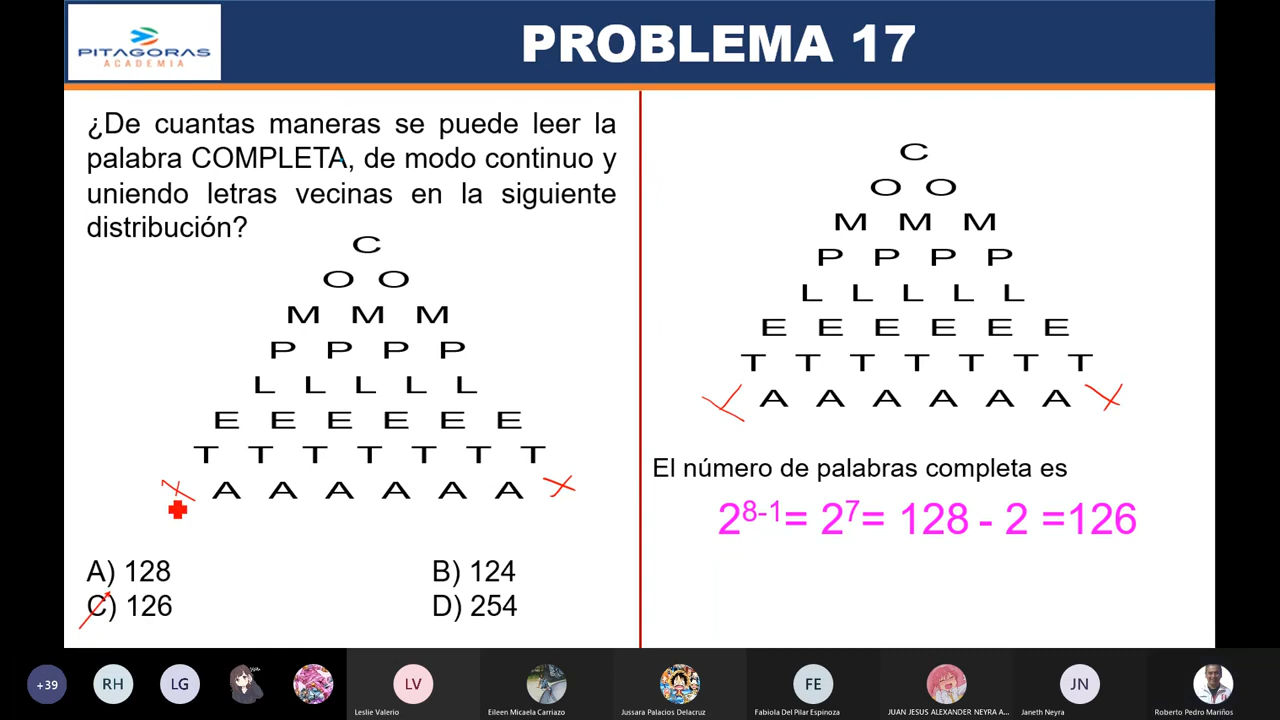 PITAGORAS
ACADEMIA
PROBLEMA 17
¿De cuantas maneras se puede leer la
palabra COMPLETA, de modo continuo y
uniendo letras vecinas en la siguiente
distribución?
C
O O
M M M
P P P P
L L L L L
E E E E E E
T T T T T T T
X A A A A A A X
A) 128
B) 124
C) 126
D) 254
C
O O
M M M
P P P P
L L L L L
E E E E E E
T T T T T T T
X A A A A A A X
El número de palabras completa es
2⁸⁻¹= 2⁷= 128 - 2 =126
+39
RH
LG
LV
Leslie Valerio
Eileen Micaela Carriazo
Jussara Palacios Delacruz
FE
Fabiola Del Pilar Espinoza
JUAN JESUS ALEXANDER NEYRA A...
JN
Janeth Neyra
Roberto Pedro Mariños